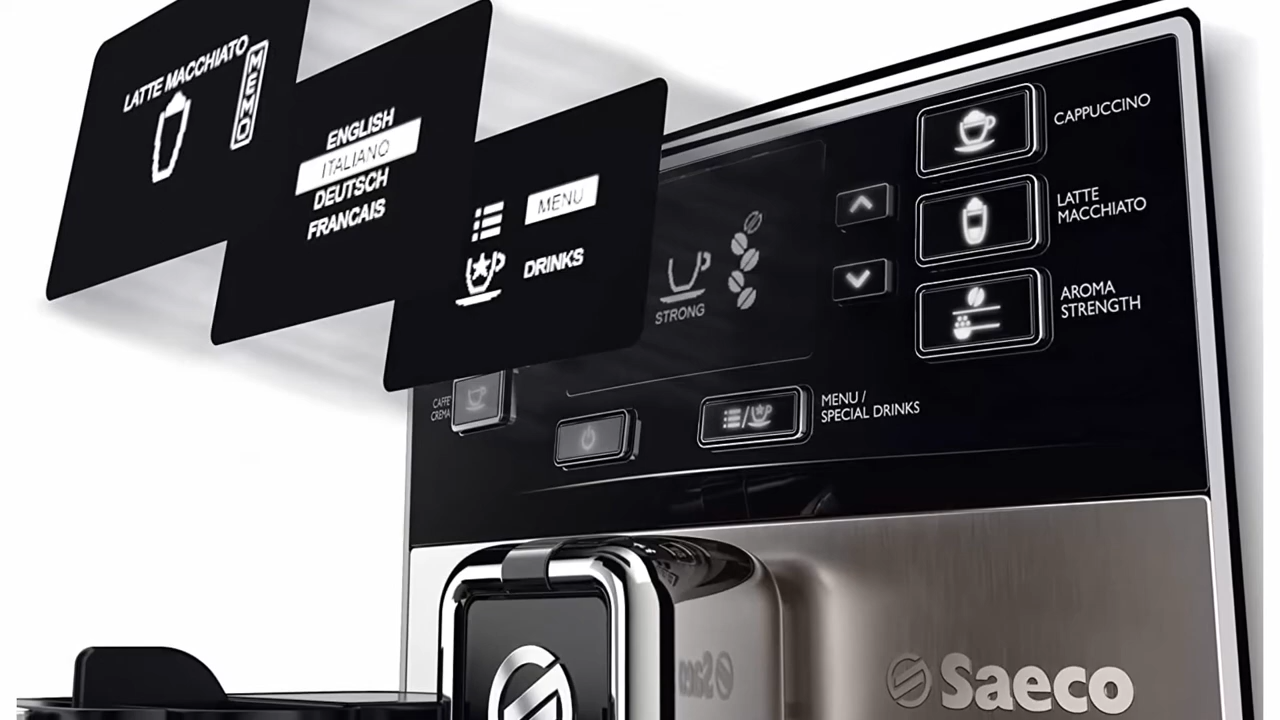 LATTE MACCHIATO
MEMO
ENGLISH
ITALIANO
DEUTSCH
FRANCAIS
MENU
DRINKS
STRONG
CAPPUCCINO
LATTE
MACCHIATO
AROMA
STRENGTH
CAFFE'
CREMA
MENU /
SPECIAL DRINKS
Saeco
Saeco